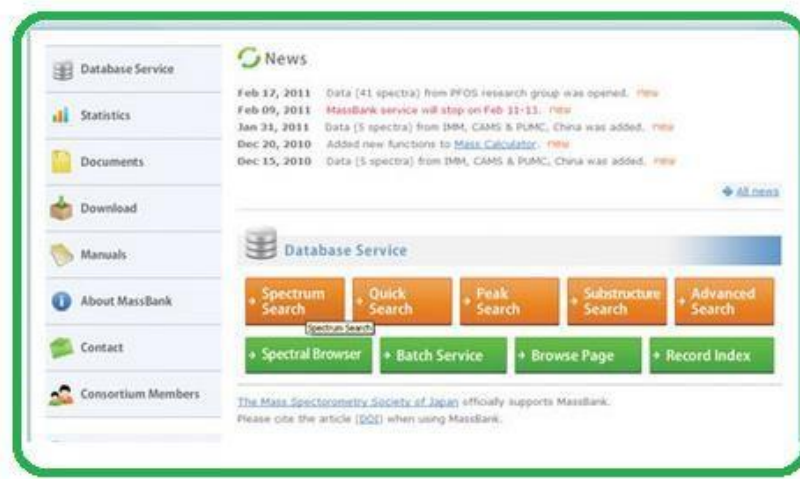 Database Service
Statistics
Documents
Download
Manuals
About MassBank
Contact
Consortium Members
News
Feb 17, 2011 Data (41 spectra) from PFOS research group was opened. new
Feb 09, 2011 MassBank service will stop on Feb 11-13. new
Jan 31, 2011 Data (5 spectra) from IMM, CAMS & PUMC, China was added. new
Dec 20, 2010 Added new functions to Mass Calculator. new
Dec 15, 2010 Data (5 spectra) from IMM, CAMS & PUMC, China was added. new
All news
Database Service
Spectrum Search
Quick Search
Peak Search
Substructure Search
Advanced Search
Spectrum Search
Spectral Browser
Batch Service
Browse Page
Record Index
The Mass Spectorometry Society of Japan officially supports MassBank.
Please cite the article (DOI) when using MassBank.